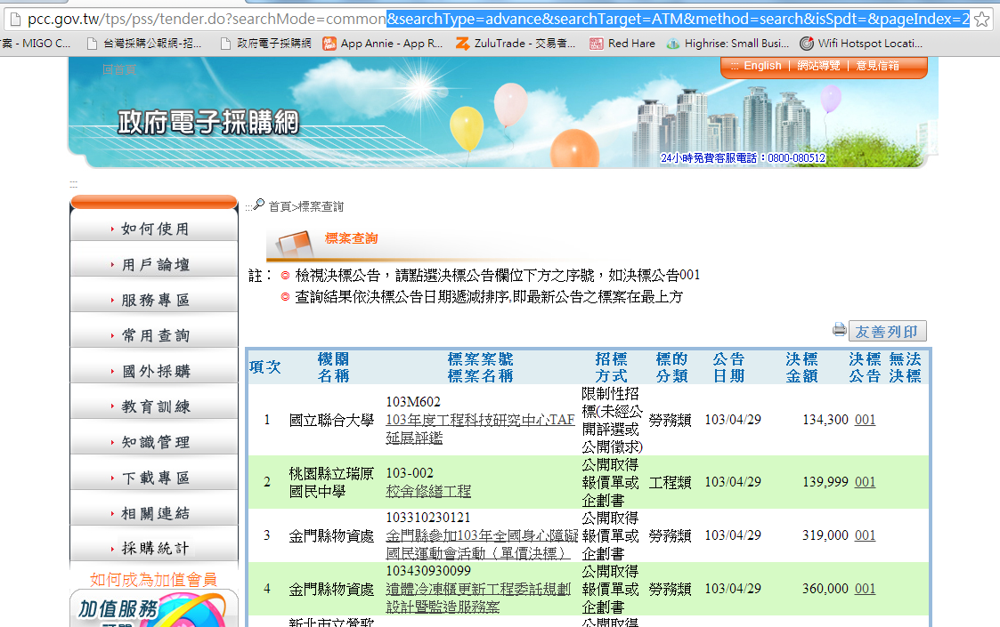 pcc.gov.tw/tps/pss/tender.do?searchMode=common&searchType=advance&searchTarget=ATM&method=search&isSpdt=&pageIndex=2
案 - MIGO C...
台灣採購公報網-招...
政府電子採購網
App Annie - App R...
ZuluTrade - 交易者...
Red Hare
Highrise: Small Busi...
Wifi Hotspot Locati...
回首頁
::: English | 網站導覽 | 意見信箱
政府電子採購網
24小時免費客服電話：0800-080512
:::
如何使用
用戶論壇
服務專區
常用查詢
國外採購
教育訓練
知識管理
下載專區
相關連結
採購統計
如何成為加值會員
加值服務
::: 首頁>標案查詢
標案查詢
註： 檢視決標公告，請點選決標公告欄位下方之序號，如決標公告001
查詢結果依決標公告日期遞減排序,即最新公告之標案在最上方
友善列印
項次 機關名稱 標案案號 標案名稱 招標方式 標的分類 公告日期 決標金額 決標公告 無法決標
1 國立聯合大學 103M602 103年度工程科技研究中心TAF延展評鑑 限制性招標(未經公開評選或公開徵求) 勞務類 103/04/29 134,300 001
2 桃園縣立瑞原國民中學 103-002 校舍修繕工程 公開取得報價單或企劃書 工程類 103/04/29 139,999 001
3 金門縣物資處 103310230121 金門縣參加103年全國身心障礙國民運動會活動（單價決標） 公開取得報價單或企劃書 勞務類 103/04/29 319,000 001
4 金門縣物資處 103430930099 遺體冷凍櫃更新工程委託規劃設計暨監造服務案 公開取得報價單或企劃書 勞務類 103/04/29 360,000 001
新北市立鶯歌 公開取得